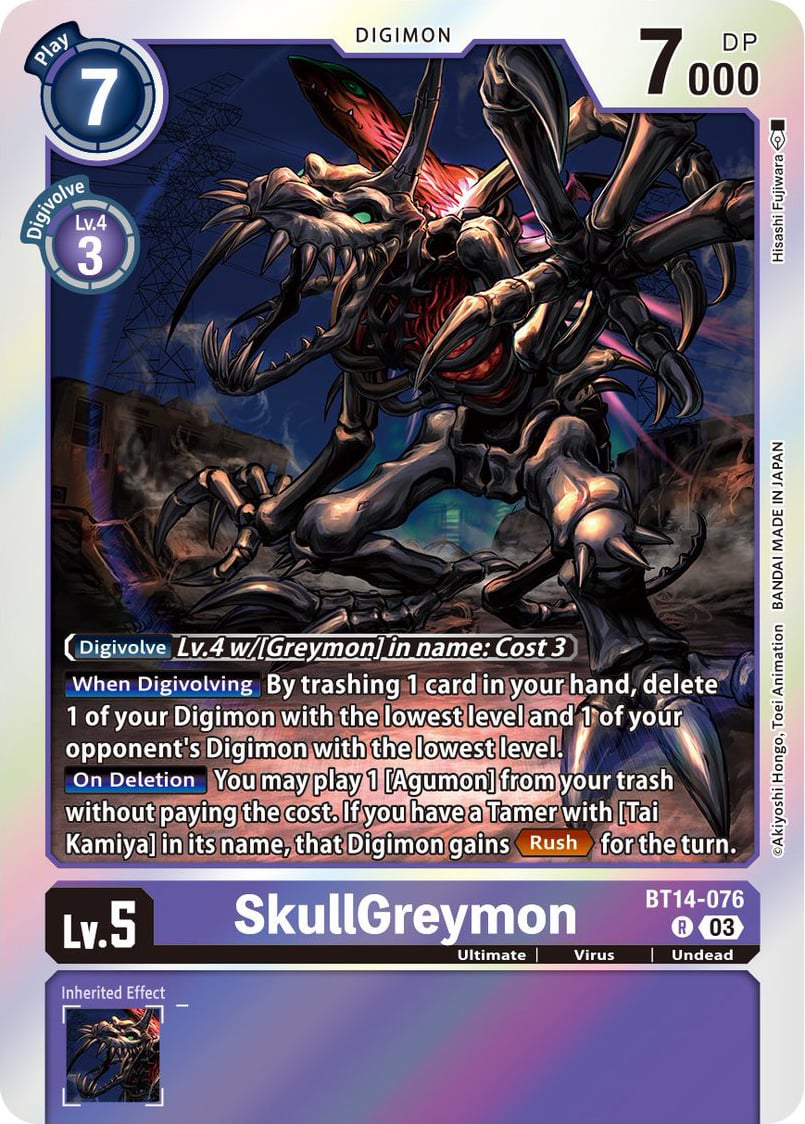 DIGIMON
Play
7
7000
DP
Digivolve
Lv.4
3
Hisashi Fujiwara
©Akiyoshi Hongo, Toei Animation BANDAI MADE IN JAPAN
Digivolve Lv.4 w/[Greymon] in name: Cost 3
When Digivolving By trashing 1 card in your hand, delete
1 of your Digimon with the lowest level and 1 of your
opponent's Digimon with the lowest level.
On Deletion You may play 1 [Agumon] from your trash
without paying the cost. If you have a Tamer with [Tai
Kamiya] in its name, that Digimon gains Rush for the turn.
Lv.5
SkullGreymon
BT14-076
R 03
Ultimate | Virus | Undead
Inherited Effect –